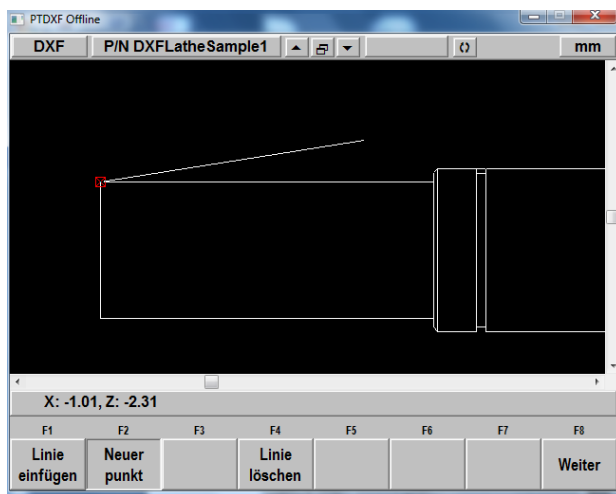 PTDXF Offline
DXF P/N DXFLatheSample1 mm
X: -1.01, Z: -2.31
F1 F2 F3 F4 F5 F6 F7 F8
Linie einfügen
Neuer punkt
Linie löschen
Weiter